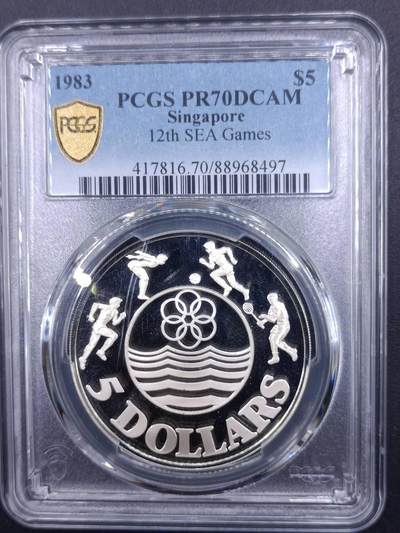 1983 $5
PCGS PR70DCAM
Singapore
12th SEA Games
PCGS
417816.70/88968497
5 DOLLARS